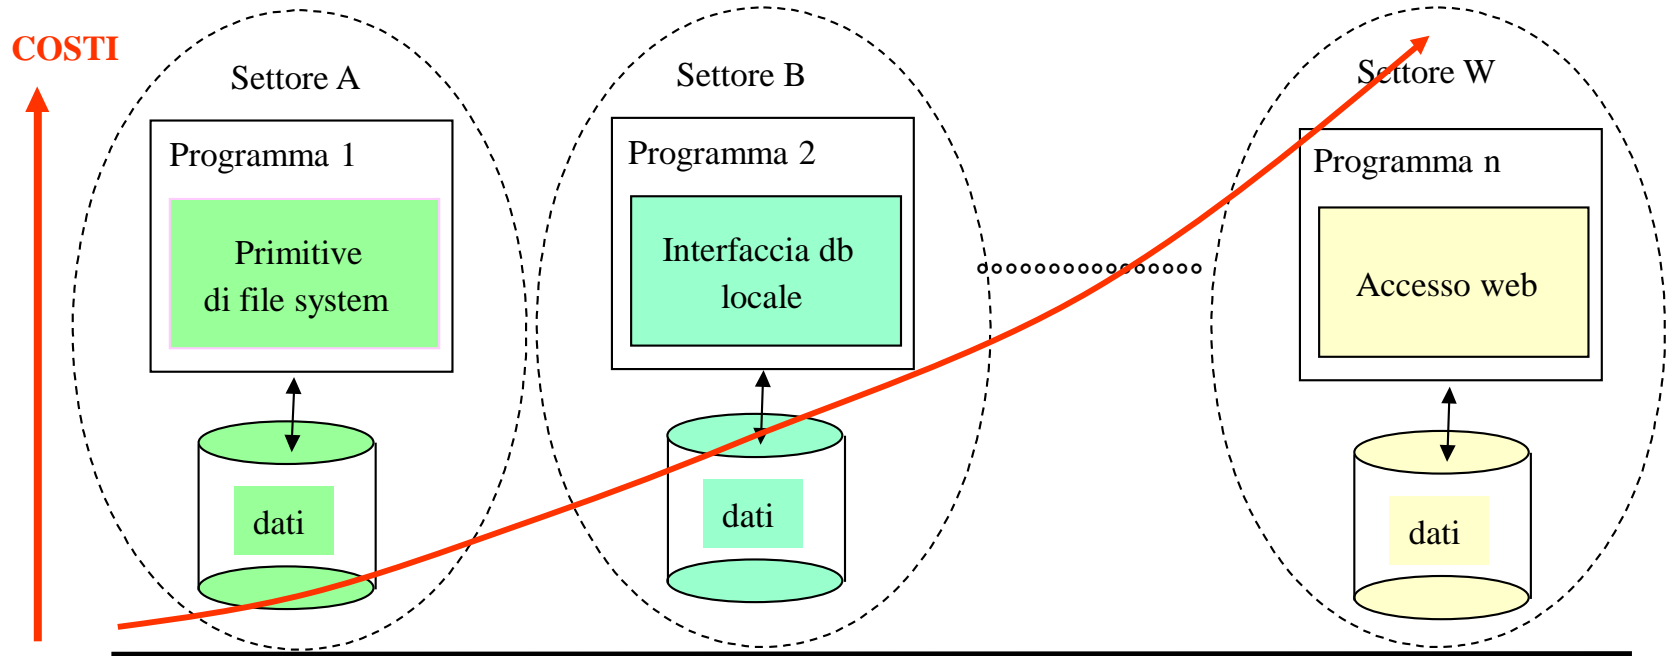 COSTI
Settore A
Programma 1
Primitive
di file system
dati
Settore B
Programma 2
Interfaccia db
locale
dati
Settore W
Programma n
Accesso web
dati